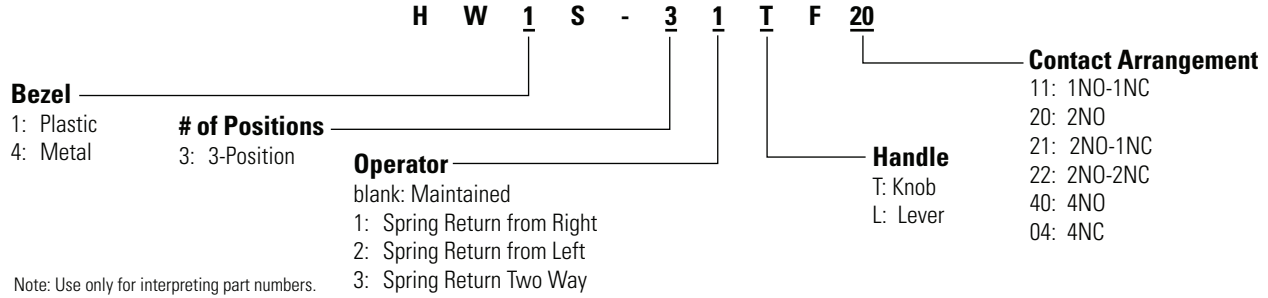 H W 1 S - 3 1 T F 20
Bezel
1: Plastic
4: Metal
# of Positions
3: 3-Position
Operator
blank: Maintained
1: Spring Return from Right
2: Spring Return from Left
3: Spring Return Two Way
Handle
T: Knob
L: Lever
Contact Arrangement
11: 1NO-1NC
20: 2NO
21: 2NO-1NC
22: 2NO-2NC
40: 4NO
04: 4NC
Note: Use only for interpreting part numbers.